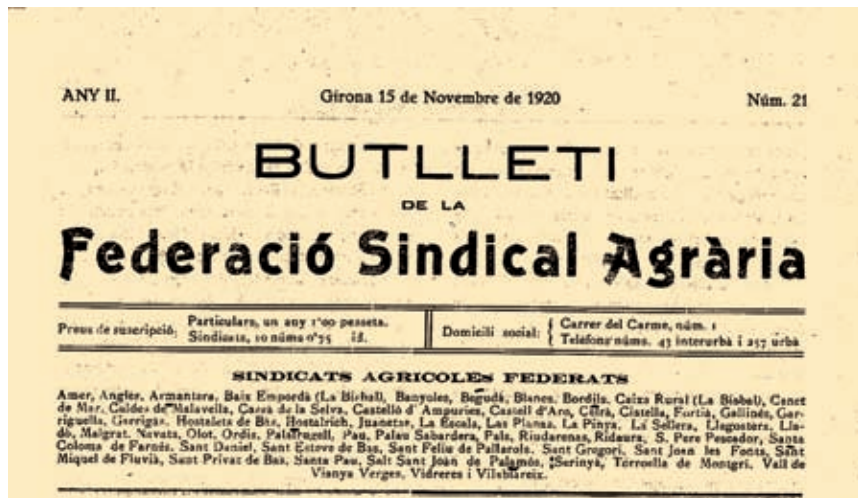 ANY II.
Girona 15 de Novembre de 1920
Núm. 21
BUTLLETI
DE LA
Federació Sindical Agrària
Preus de suscripció:
Particulars, un any 1'00 pesseta.
Sindicats, 10 núms 0'75 id.
Domicili social:
Carrer del Carme, núm. 1
Telèfons núms. 43 interurbà i 257 urbà
SINDICATS AGRICOLES FEDERATS
Amer, Angler, Armantera, Baix Empordà (La Bisbal), Banyoles, Begudà, Blanes, Bordils, Caixa Rural (La Bisbal), Canet
de Mar, Caldes de Malavella, Cassà de la Selva, Castelló d' Ampuries, Castell d'Aro, Celrà, Cistella, Fortià, Gallinés, Gar-
riguella, Garrigàs, Hostalets de Bas, Hostalrich, Juanetas, La Escala, Las Planas, La Pinya, La Sellera, Llagostera, Lla-
dó, Malgrat, Navata, Olot, Ordis, Palafrugell, Pau, Palau Sabardera, Pals, Riudarenas, Ridaura, S. Pere Pescador, Santa
Coloma de Farnés, Sant Daniel, Sant Esteve de Bas, Sant Feliu de Pallarols, Sant Gregori, Sant Joan les Fonts, Sant
Miquel de Fluvià, Sant Privat de Bas, Santa Pau, Salt Sant Joan de Palamós, Serinyà, Torroella de Montgrí, Vall de
Vianya Verges, Vidreres i Vilablareix.